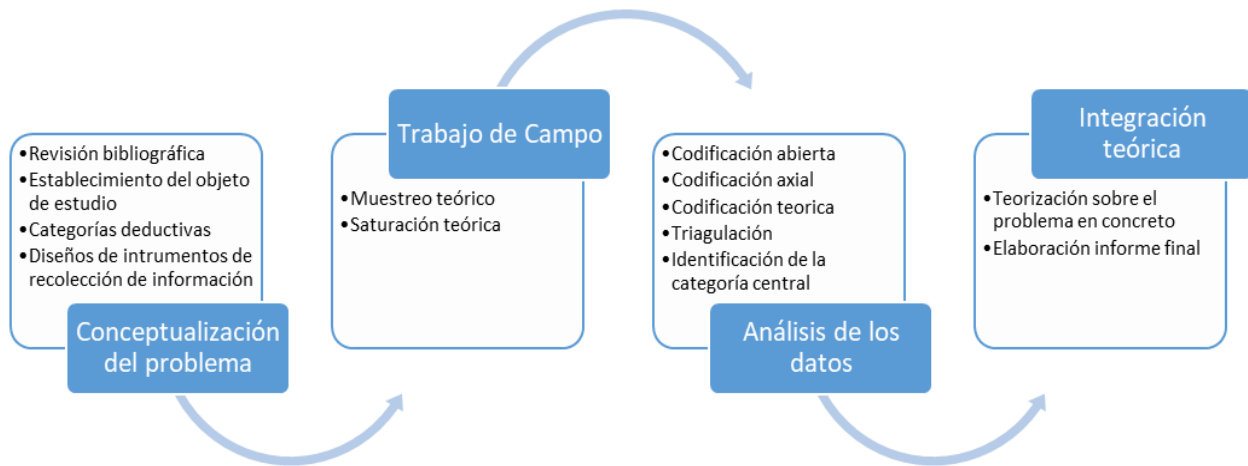 •Revisión bibliográfica
•Establecimiento del objeto
de estudio
•Categorías deductivas
•Diseños de intrumentos de
recolección de información
Conceptualización
del problema
Trabajo de Campo
•Muestreo teórico
•Saturación teórica
•Codificación abierta
•Codificación axial
•Codificación teorica
•Triagulación
•Identificación de la
categoría central
Análisis de los
datos
Integración
teórica
•Teorización sobre el
problema en concreto
•Elaboración informe final